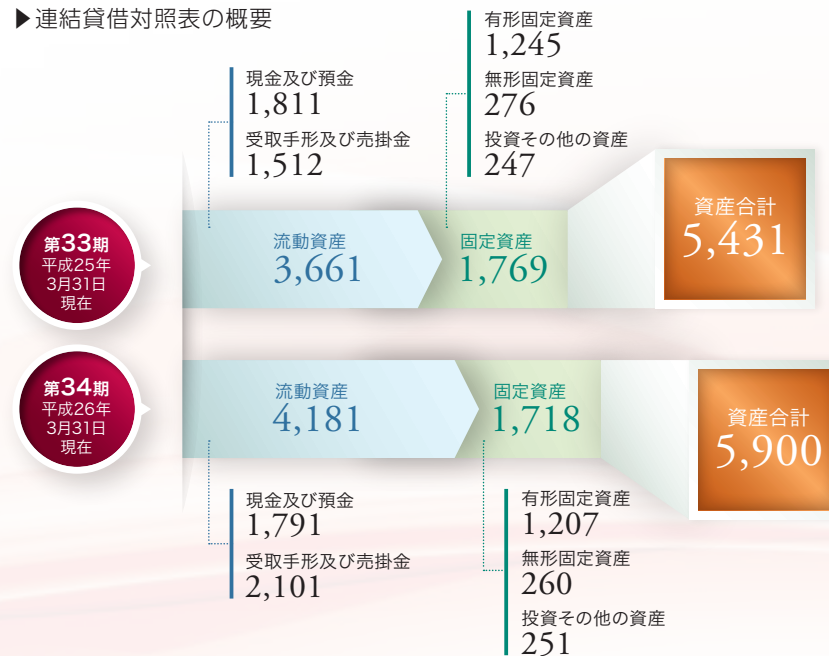 ▶連結貸借対照表の概要
有形固定資産
1,245
無形固定資産
276
投資その他の資産
247
現金及び預金
1,811
受取手形及び売掛金
1,512
第33期
平成25年
3月31日
現在
流動資産
3,661
固定資産
1,769
資産合計
5,431
第34期
平成26年
3月31日
現在
流動資産
4,181
固定資産
1,718
資産合計
5,900
現金及び預金
1,791
受取手形及び売掛金
2,101
有形固定資産
1,207
無形固定資産
260
投資その他の資産
251